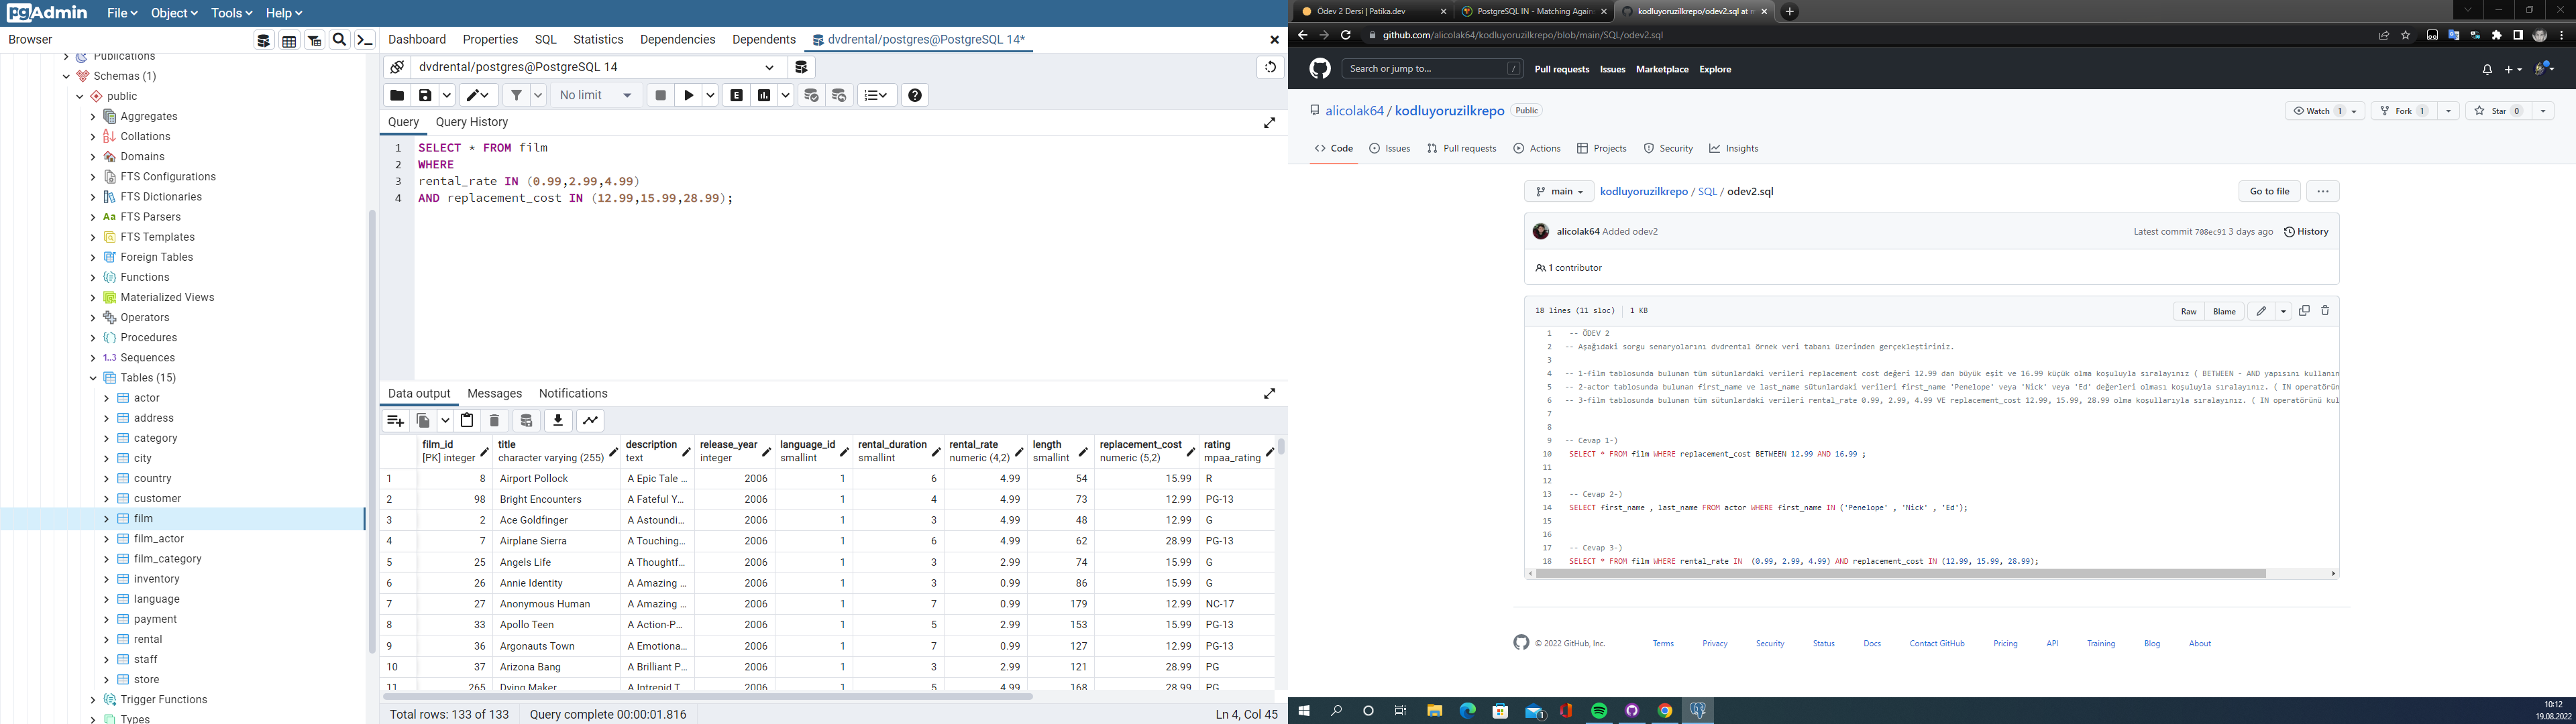 pgAdmin File Object Tools Help
Browser
Publications
Schemas (1)
public
Aggregates
Collations
Domains
FTS Configurations
FTS Dictionaries
Aa FTS Parsers
FTS Templates
Foreign Tables
Functions
Materialized Views
Operators
Procedures
1..3 Sequences
Tables (15)
actor
address
category
city
country
customer
film
film_actor
film_category
inventory
language
payment
rental
staff
store
Trigger Functions
Types
Dashboard Properties SQL Statistics Dependencies Dependents dvdrental/postgres@PostgreSQL 14*
dvdrental/postgres@PostgreSQL 14
No limit
Query Query History
1 SELECT * FROM film
2 WHERE
3 rental_rate IN (0.99,2.99,4.99)
4 AND replacement_cost IN (12.99,15.99,28.99);
Data output Messages Notifications
film_id title description release_year language_id rental_duration rental_rate length replacement_cost rating
[PK] integer character varying (255) text integer smallint smallint numeric (4,2) smallint numeric (5,2) mpaa_rating
1 8 Airport Pollock A Epic Tale ... 2006 1 6 4.99 54 15.99 R
2 98 Bright Encounters A Fateful Y... 2006 1 4 4.99 73 12.99 PG-13
3 2 Ace Goldfinger A Astoundi... 2006 1 3 4.99 48 12.99 G
4 7 Airplane Sierra A Touching... 2006 1 6 4.99 62 28.99 PG-13
5 25 Angels Life A Thoughtf... 2006 1 3 2.99 74 15.99 G
6 26 Annie Identity A Amazing ... 2006 1 3 0.99 86 15.99 G
7 27 Anonymous Human A Amazing ... 2006 1 7 0.99 179 12.99 NC-17
8 33 Apollo Teen A Action-P... 2006 1 5 2.99 153 15.99 PG-13
9 36 Argonauts Town A Emotiona... 2006 1 7 0.99 127 12.99 PG-13
10 37 Arizona Bang A Brilliant P... 2006 1 3 2.99 121 28.99 PG
11 265 Dying Maker A Intrepid T... 2006 1 5 4.99 168 28.99 PG
Total rows: 133 of 133 Query complete 00:00:01.816 Ln 4, Col 45
Ödev 2 Dersi | Patika.dev PostgreSQL IN - Matching Again kodluyoruzilkrepo/odev2.sql at m
github.com/alicolak64/kodluyoruzilkrepo/blob/main/SQL/odev2.sql
Search or jump to... / Pull requests Issues Marketplace Explore
alicolak64 / kodluyoruzilkrepo Public
Watch 1 Fork 1 Star 0
Code Issues Pull requests Actions Projects Security Insights
main kodluyoruzilkrepo / SQL / odev2.sql Go to file ...
alicolak64 Added odev2 Latest commit 708ec91 3 days ago History
1 contributor
18 lines (11 sloc) 1 KB Raw Blame
1 -- ÖDEV 2
2 -- Aşağıdaki sorgu senaryolarını dvdrental örnek veri tabanı üzerinden gerçekleştiriniz.
3
4 -- 1-film tablosunda bulunan tüm sütunlardaki verileri replacement cost değeri 12.99 dan büyük eşit ve 16.99 küçük olma koşuluyla sıralayınız ( BETWEEN - AND yapısını kullanın
5 -- 2-actor tablosunda bulunan first_name ve last_name sütunlardaki verileri first_name 'Penelope' veya 'Nick' veya 'Ed' değerleri olması koşuluyla sıralayınız. ( IN operatörün
6 -- 3-film tablosunda bulunan tüm sütunlardaki verileri rental_rate 0.99, 2.99, 4.99 VE replacement_cost 12.99, 15.99, 28.99 olma koşullarıyla sıralayınız. ( IN operatörünü kul
7
8
9 -- Cevap 1-)
10 SELECT * FROM film WHERE replacement_cost BETWEEN 12.99 AND 16.99 ;
11
12
13 -- Cevap 2-)
14 SELECT first_name , last_name FROM actor WHERE first_name IN ('Penelope' , 'Nick' , 'Ed');
15
16
17 -- Cevap 3-)
18 SELECT * FROM film WHERE rental_rate IN (0.99, 2.99, 4.99) AND replacement_cost IN (12.99, 15.99, 28.99);
© 2022 GitHub, Inc. Terms Privacy Security Status Docs Contact GitHub Pricing API Training Blog About
1
10:12
19.08.2022